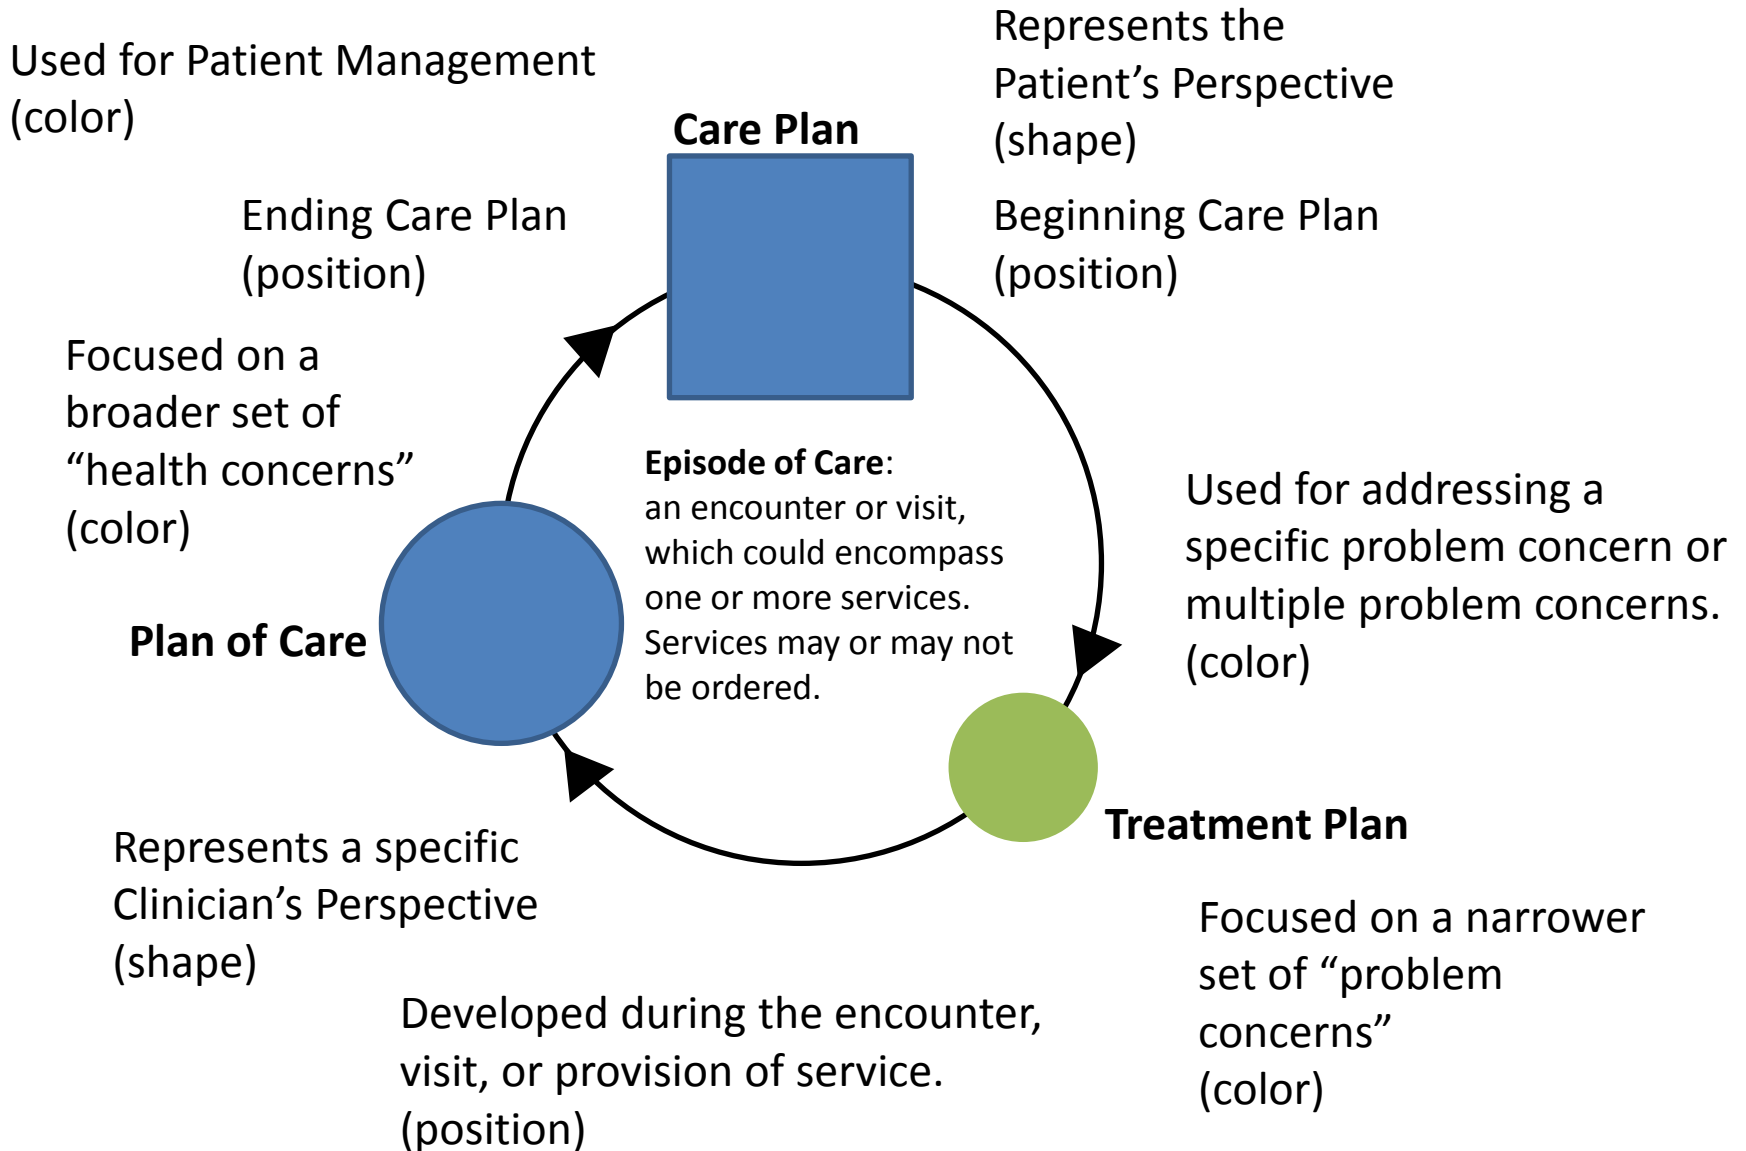 Used for Patient Management
(color)
Represents the
Patient’s Perspective
(shape)
Care Plan
Ending Care Plan
(position)
Beginning Care Plan
(position)
Focused on a
broader set of
“health concerns”
(color)
Episode of Care:
an encounter or visit,
which could encompass
one or more services.
Services may or may not
be ordered.
Used for addressing a
specific problem concern or
multiple problem concerns.
(color)
Plan of Care
Treatment Plan
Represents a specific
Clinician’s Perspective
(shape)
Focused on a narrower
set of “problem
concerns”
(color)
Developed during the encounter,
visit, or provision of service.
(position)